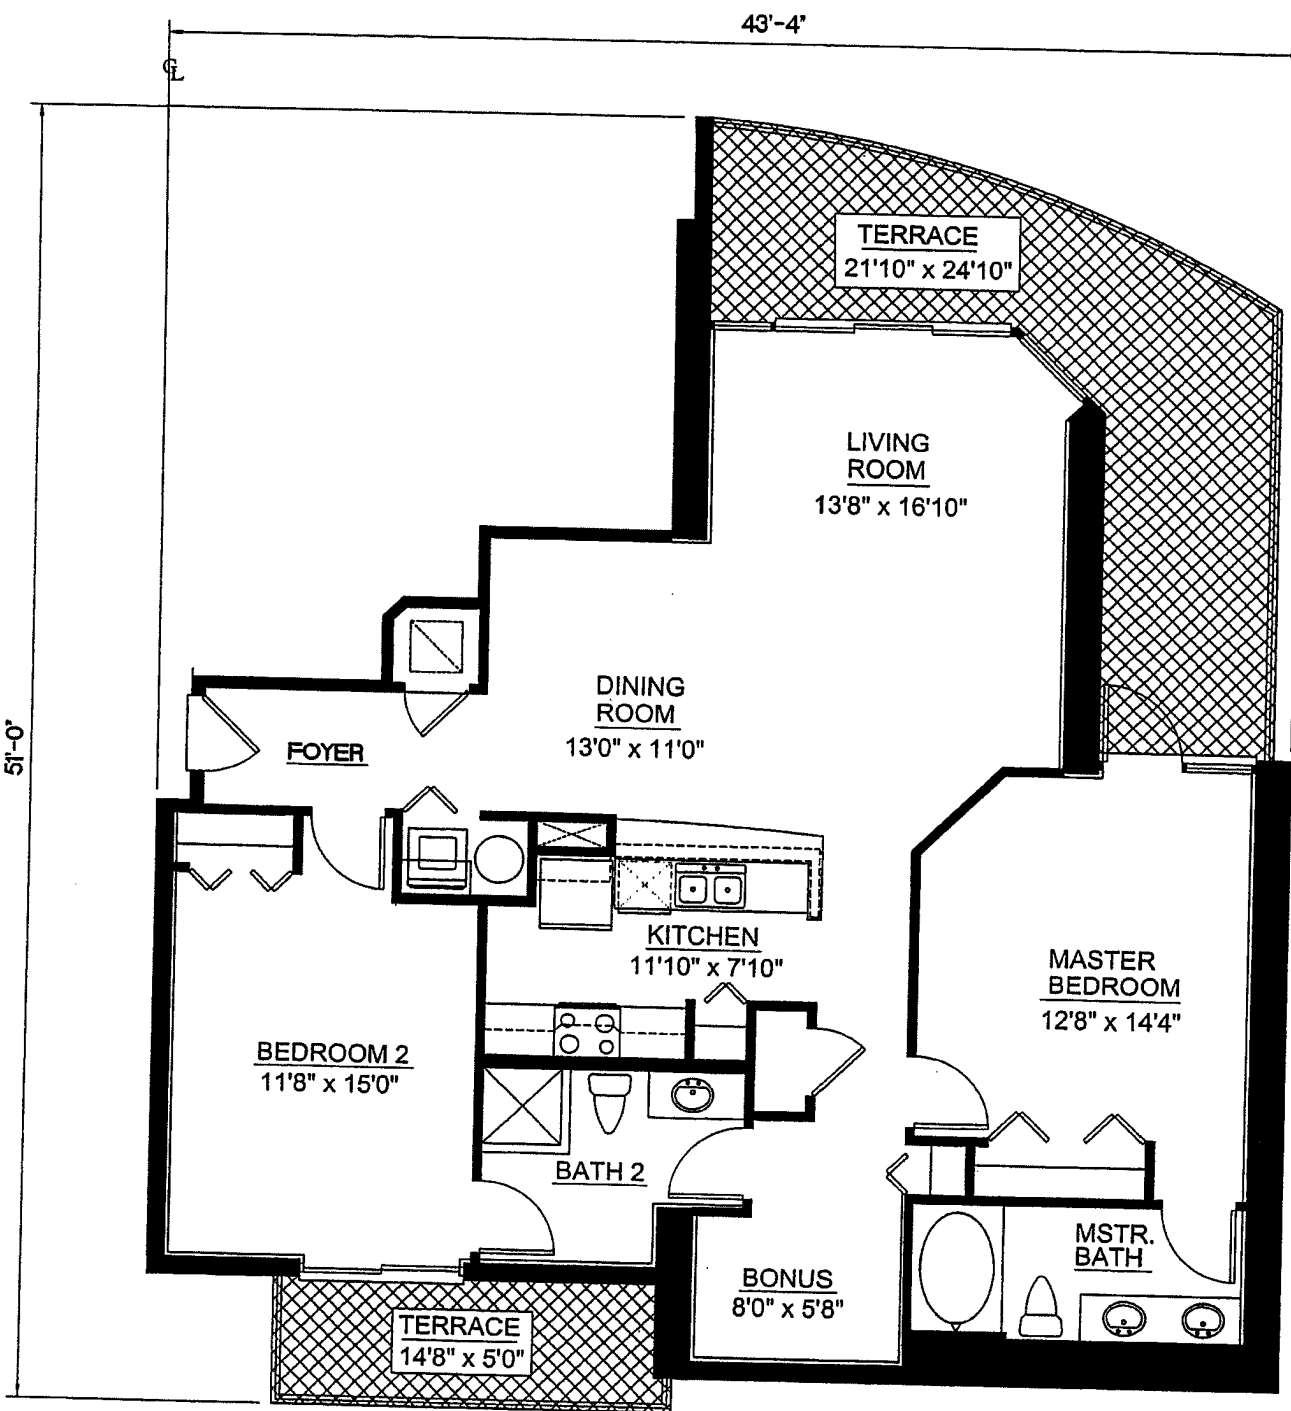 43'-4"
CL
TERRACE
21'10" x 24'10"
LIVING
ROOM
13'8" x 16'10"
DINING
ROOM
13'0" x 11'0"
FOYER
51'-0"
KITCHEN
11'10" x 7'10"
MASTER
BEDROOM
12'8" x 14'4"
BEDROOM 2
11'8" x 15'0"
BATH 2
MSTR.
BATH
BONUS
8'0" x 5'8"
TERRACE
14'8" x 5'0"